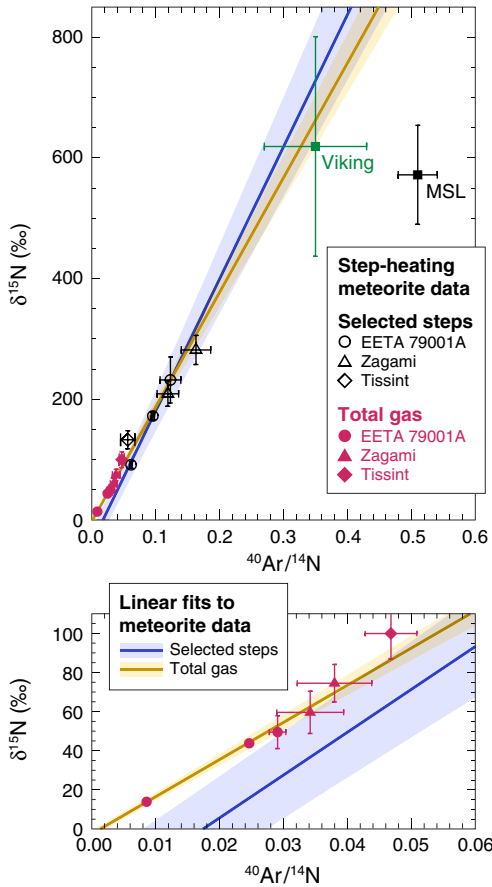 800
600
400
200
0
δ¹⁵N (‰)
0.0 0.1 0.2 0.3 0.4 0.5 0.6
⁴⁰Ar/¹⁴N
Viking
MSL
Step-heating
meteorite data
Selected steps
EETA 79001A
Zagami
Tissint
Total gas
EETA 79001A
Zagami
Tissint
Linear fits to
meteorite data
Selected steps
Total gas
100
80
60
40
20
0
δ¹⁵N (‰)
0.00 0.01 0.02 0.03 0.04 0.05 0.06
⁴⁰Ar/¹⁴N